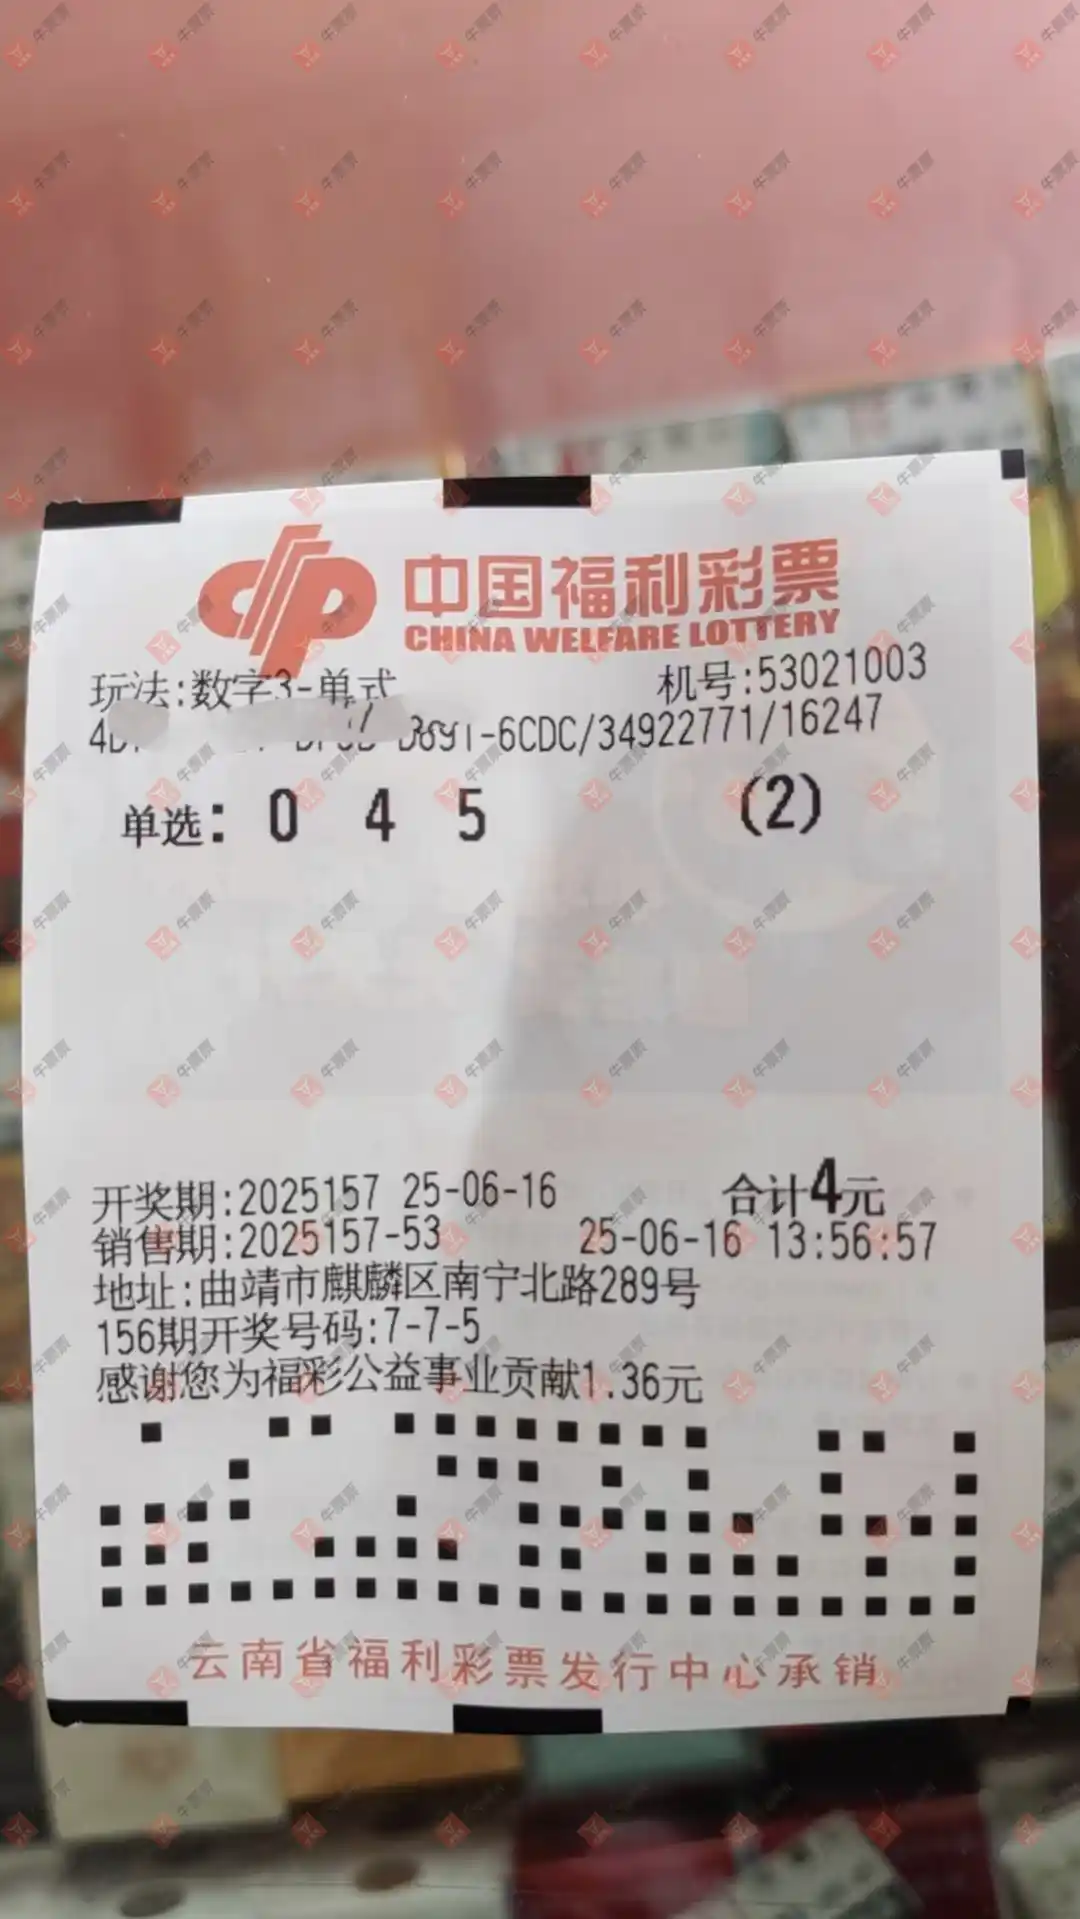 中国福利彩票
CHINA WELFARE LOTTERY
玩法:数字3-单式 机号:53021003
-6CDC/34922771/16247
单选: 0 4 5 (2)
开奖期:2025157 25-06-16 合计4元
销售期:2025157-53 25-06-16 13:56:57
地址:曲靖市麒麟区南宁北路289号
156期开奖号码:7-7-5
感谢您为福彩公益事业贡献1.36元
云南省福利彩票发行中心承销
牛票票